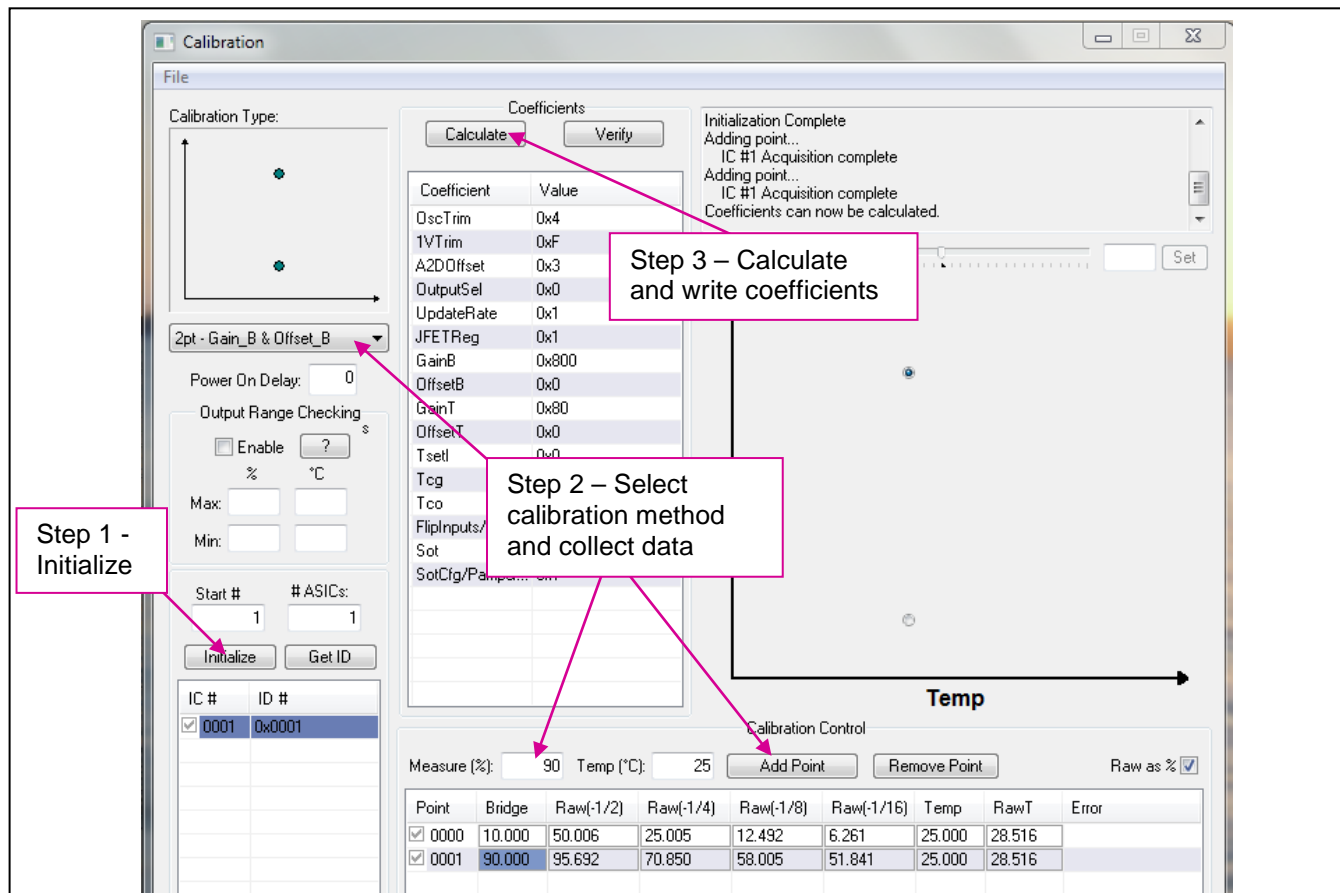 Calibration
File
Calibration Type:
2pt - Gain_B & Offset_B
Power On Delay: 0
Output Range Checking
s
Enable ?
% °C
Max:
Min:
Step 1 -
Initialize
Start # # ASICs:
1 1
Initialize Get ID
IC # ID #
0001 0x0001
Coefficients
Calculate Verify
Coefficient Value
OscTrim 0x4
1VTrim 0xF
A2DOffset 0x3
OutputSel 0x0
UpdateRate 0x1
JFETReg 0x1
GainB 0x800
OffsetB 0x0
GainT 0x80
OffsetT 0x0
Tsetl 0x0
Tcg
Tco
FlipInputs/
Sot
Step 2 – Select
calibration method
and collect data
Initialization Complete
Adding point...
IC #1 Acquisition complete
Adding point...
IC #1 Acquisition complete
Coefficients can now be calculated.
Set
Step 3 – Calculate
and write coefficients
Temp
Calibration Control
Measure (%): 90 Temp (°C): 25 Add Point Remove Point Raw as %
Point Bridge Raw(-1/2) Raw(-1/4) Raw(-1/8) Raw(-1/16) Temp RawT Error
0000 10.000 50.006 25.005 12.492 6.261 25.000 28.516
0001 90.000 95.692 70.850 58.005 51.841 25.000 28.516